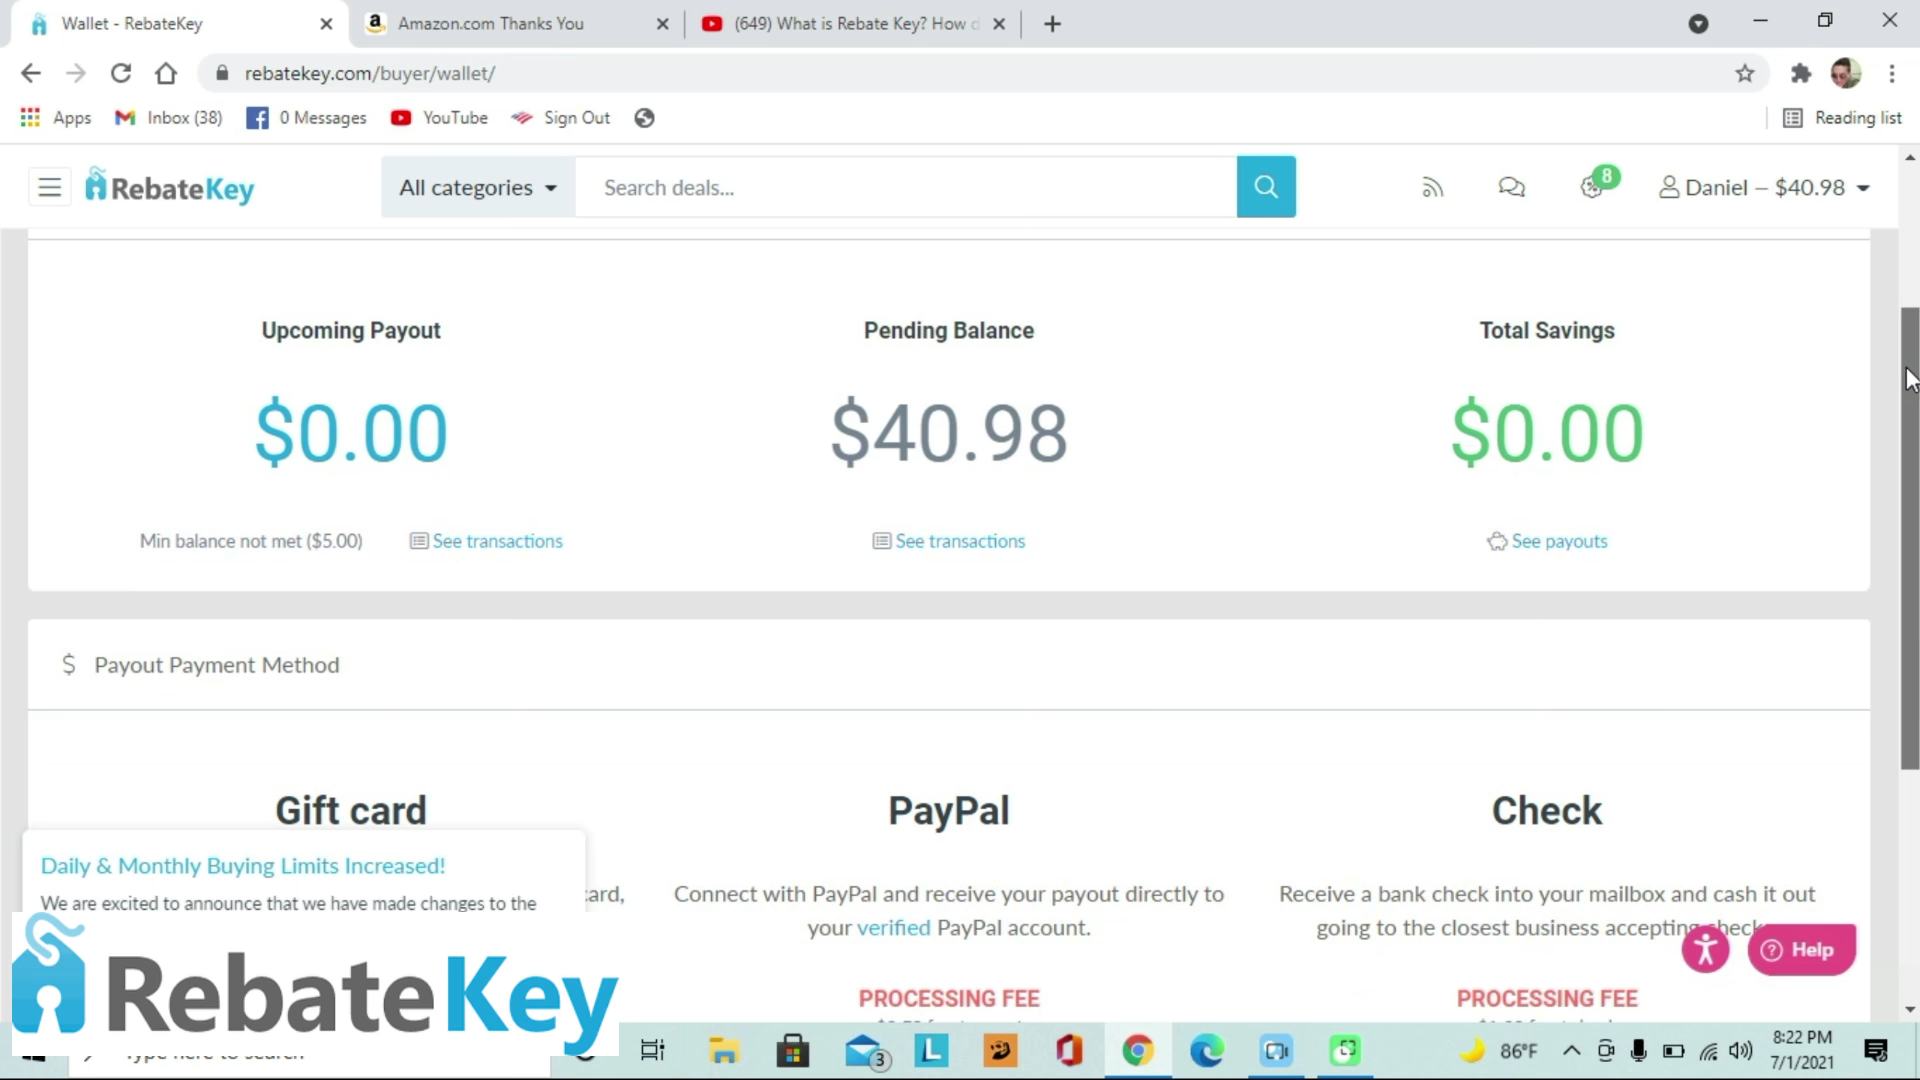 Wallet - RebateKey
Amazon.com Thanks You
(649) What is Rebate Key? How
rebatekey.com/buyer/wallet/
Apps
Inbox (38)
0 Messages
YouTube
Sign Out
Reading list
RebateKey
All categories
Search deals...
8
Daniel – $40.98
Upcoming Payout
Pending Balance
Total Savings
$0.00
$40.98
$0.00
Min balance not met ($5.00)
See transactions
See transactions
See payouts
$ Payout Payment Method
Gift card
PayPal
Check
Daily & Monthly Buying Limits Increased!
We are excited to announce that we have made changes to the
Connect with PayPal and receive your payout directly to
your verified PayPal account.
Receive a bank check into your mailbox and cash it out
going to the closest business accepting
Help
PROCESSING FEE
PROCESSING FEE
RebateKey
3
86°F
8:22 PM
7/1/2021